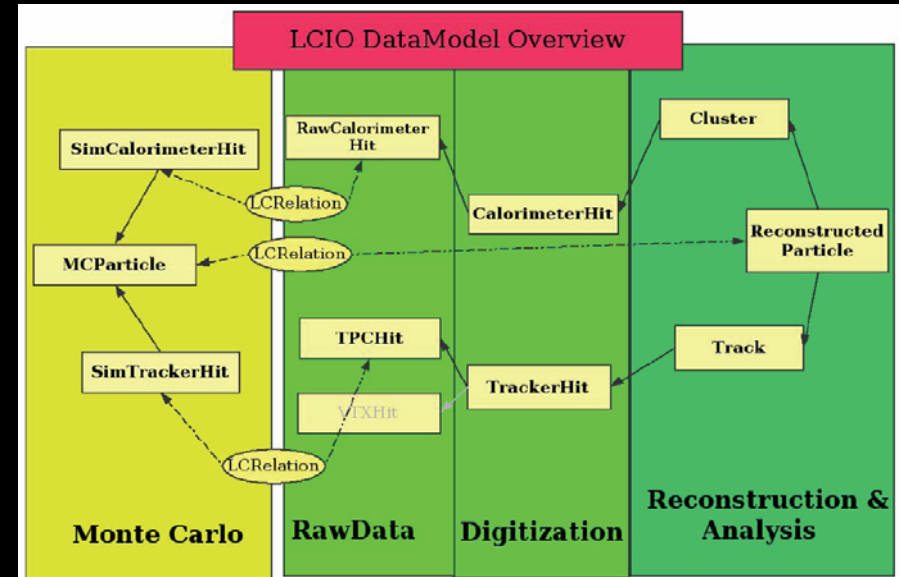 LCIO DataModel Overview
SimCalorimeterHit
MCParticle
SimTrackerHit
LCRelation
LCRelation
LCRelation
RawCalorimeter
Hit
TPCHit
VTXHit
CalorimeterHit
TrackerHit
Cluster
Reconstructed
Particle
Track
Monte Carlo
RawData
Digitization
Reconstruction &
Analysis